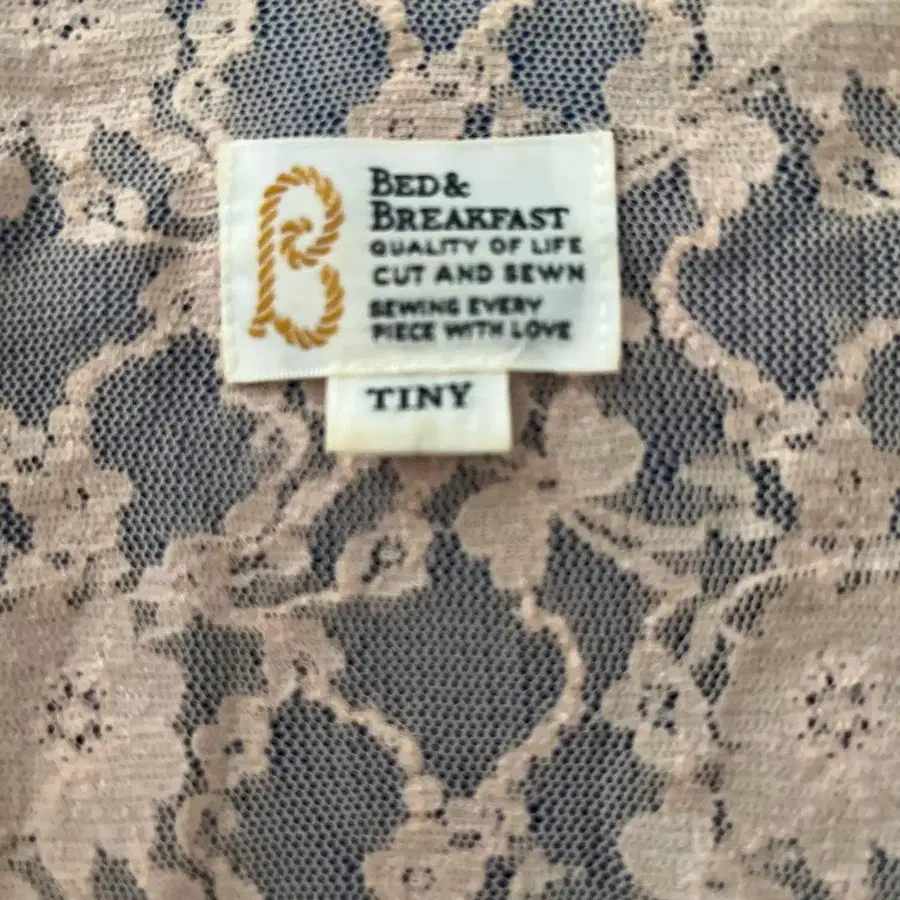 B
BED &
BREAKFAST
QUALITY OF LIFE
CUT AND SEWN
SEWING EVERY
PIECE WITH LOVE
TINY